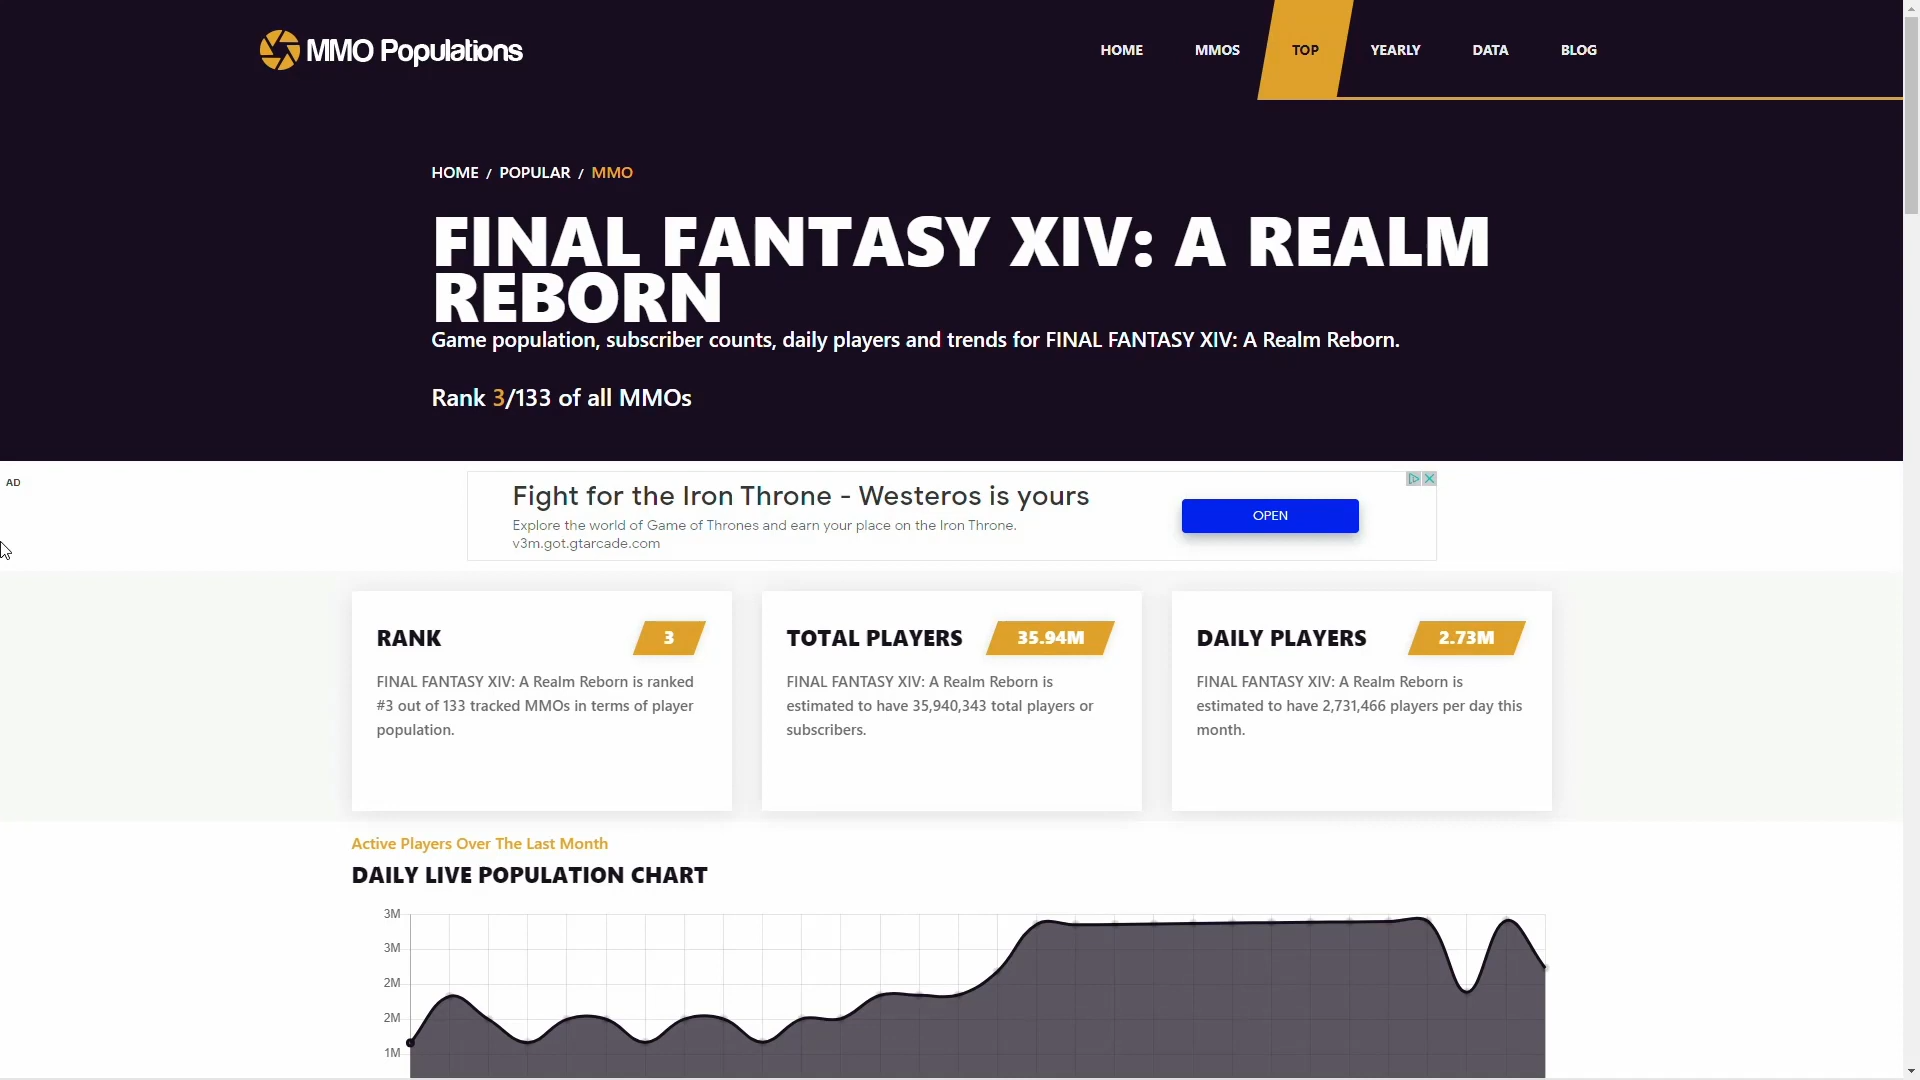 MMO Populations
HOME
MMOS
TOP
YEARLY
DATA
BLOG
HOME / POPULAR / MMO
FINAL FANTASY XIV: A REALM
REBORN
Game population, subscriber counts, daily players and trends for FINAL FANTASY XIV: A Realm Reborn.
Rank 3/133 of all MMOs
AD
Fight for the Iron Throne - Westeros is yours
Explore the world of Game of Thrones and earn your place on the Iron Throne.
v3m.got.gtarcade.com
OPEN
RANK
3
FINAL FANTASY XIV: A Realm Reborn is ranked
#3 out of 133 tracked MMOs in terms of player
population.
TOTAL PLAYERS
35.94M
FINAL FANTASY XIV: A Realm Reborn is
estimated to have 35,940,343 total players or
subscribers.
DAILY PLAYERS
2.73M
FINAL FANTASY XIV: A Realm Reborn is
estimated to have 2,731,466 players per day this
month.
Active Players Over The Last Month
DAILY LIVE POPULATION CHART
3M
3M
2M
2M
1M